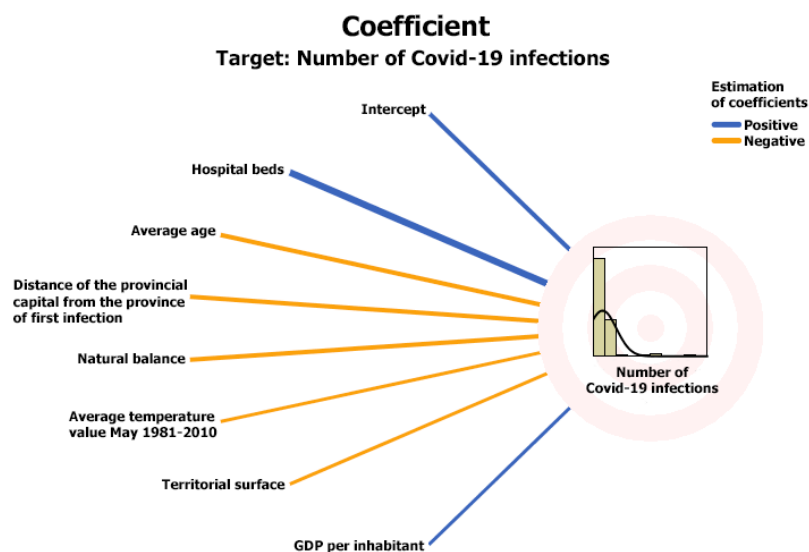 Coefficient
Target: Number of Covid-19 infections
Estimation
of coefficients
Positive
Negative
Intercept
Hospital beds
Average age
Distance of the provincial
capital from the province
of first infection
Natural balance
Average temperature
value May 1981-2010
Territorial surface
GDP per inhabitant
Number of
Covid-19 infections